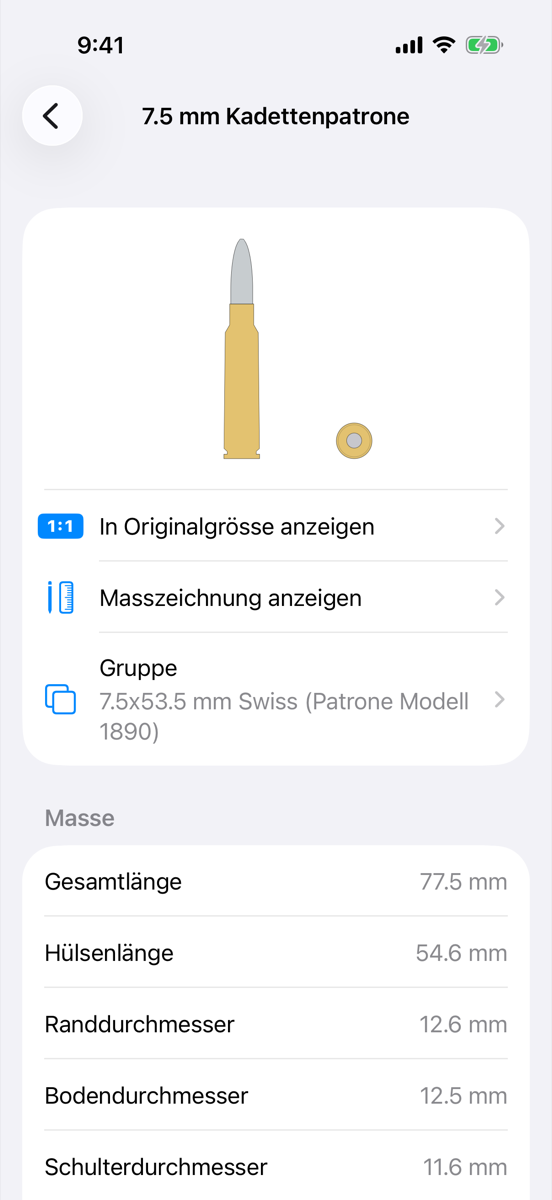 9:41
7.5 mm Kadettenpatrone
1:1 In Originalgrösse anzeigen
Masszeichnung anzeigen
Gruppe
7.5x53.5 mm Swiss (Patrone Modell
1890)
Masse
Gesamtlänge 77.5 mm
Hülsenlänge 54.6 mm
Randdurchmesser 12.6 mm
Bodendurchmesser 12.5 mm
Schulterdurchmesser 11.6 mm